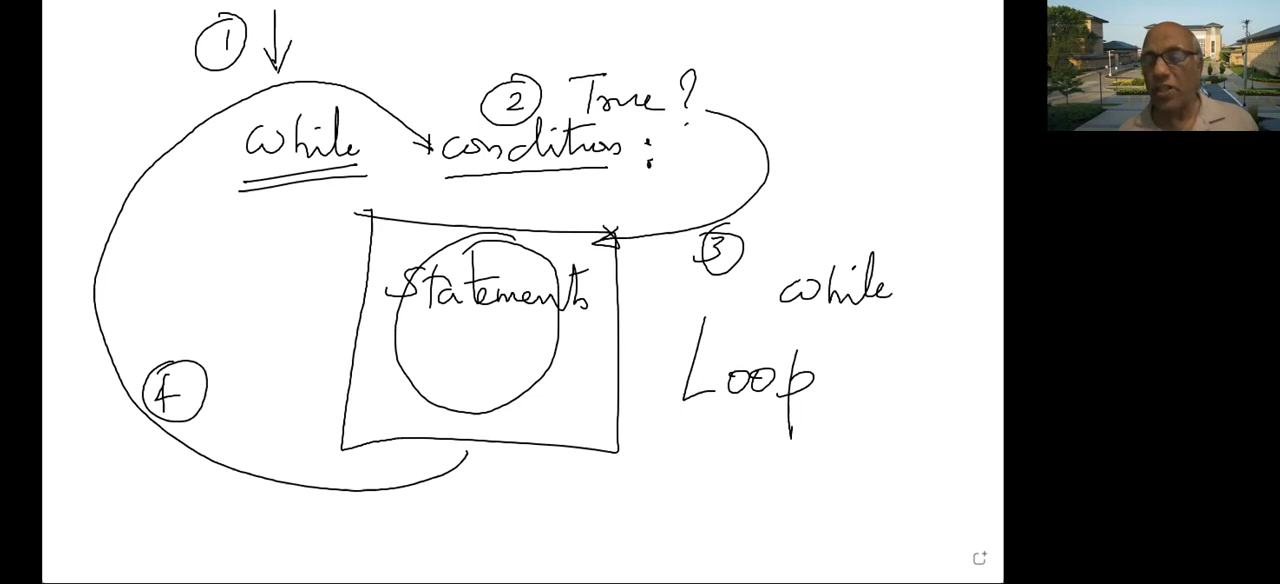 1
2 True ?
while condition :
3
Statements
while
Loop
4